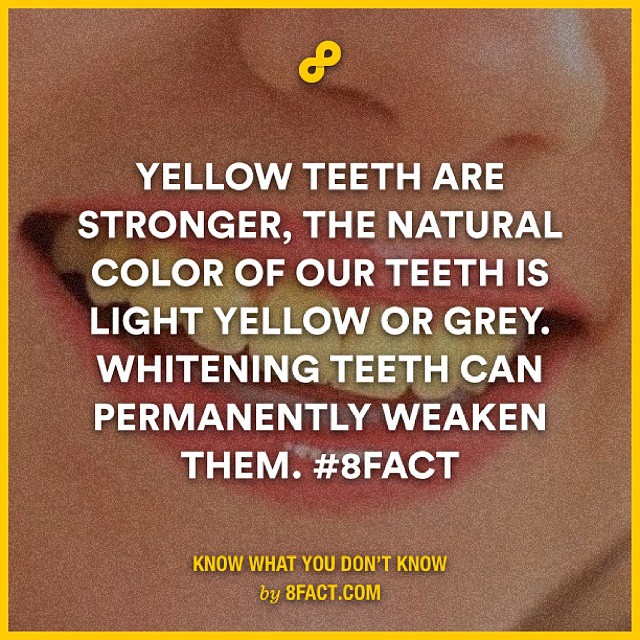 YELLOW TEETH ARE
STRONGER, THE NATURAL
COLOR OF OUR TEETH IS
LIGHT YELLOW OR GREY.
WHITENING TEETH CAN
PERMANENTLY WEAKEN
THEM. #8FACT
KNOW WHAT YOU DON'T KNOW
by 8FACT.COM